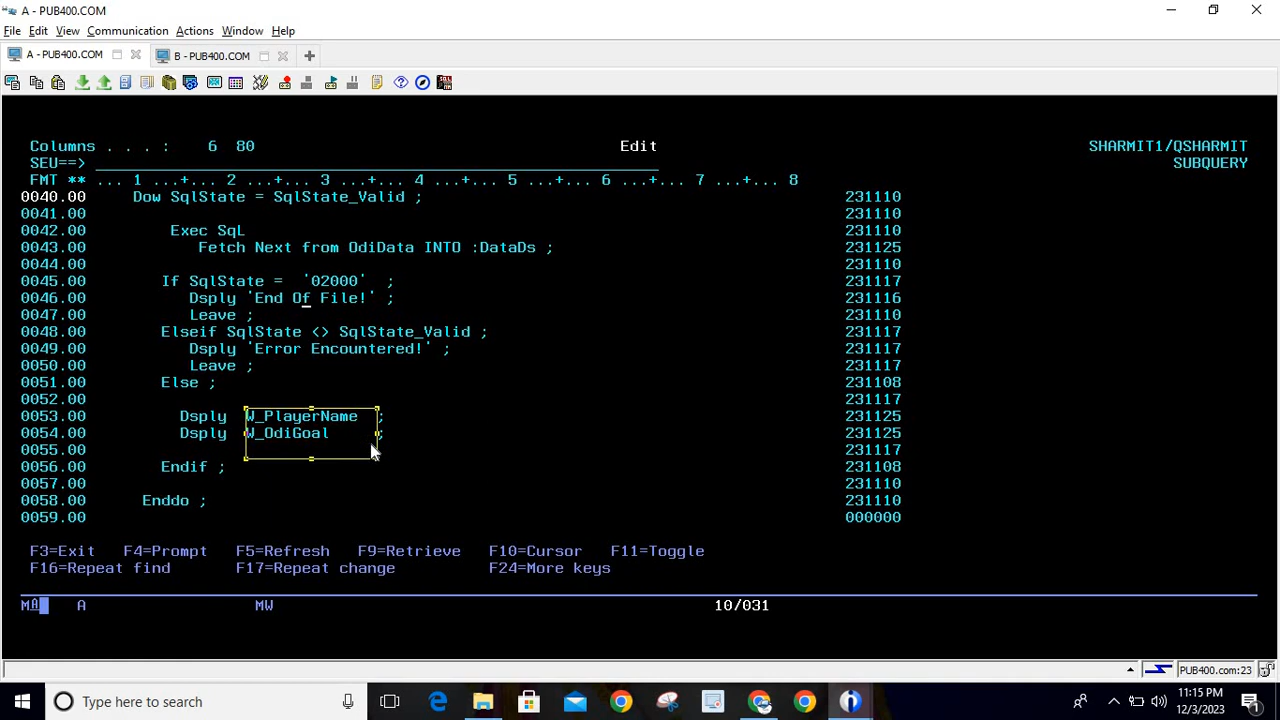 A - PUB400.COM
File Edit View Communication Actions Window Help
A - PUB400.COM B - PUB400.COM
Columns . . . : 6 80 Edit SHARMIT1/QSHARMIT
SEU==> SUBQUERY
FMT ** ... 1 ...+... 2 ...+... 3 ...+... 4 ...+... 5 ...+... 6 ...+... 7 ...+... 8
0040.00 Dow SqlState = SqlState_Valid ; 231110
0041.00 231110
0042.00 Exec SqL 231110
0043.00 Fetch Next from OdiData INTO :DataDs ; 231125
0044.00 231110
0045.00 If SqlState = '02000' ; 231117
0046.00 Dsply 'End Of File!' ; 231116
0047.00 Leave ; 231110
0048.00 Elseif SqlState <> SqlState_Valid ; 231117
0049.00 Dsply 'Error Encountered!' ; 231117
0050.00 Leave ; 231117
0051.00 Else ; 231108
0052.00 231117
0053.00 Dsply W_PlayerName ; 231125
0054.00 Dsply W_OdiGoal ; 231125
0055.00 231117
0056.00 Endif ; 231108
0057.00 231110
0058.00 Enddo ; 231110
0059.00 000000
F3=Exit F4=Prompt F5=Refresh F9=Retrieve F10=Cursor F11=Toggle
F16=Repeat find F17=Repeat change F24=More keys
MA A MW 10/031
PUB400.com:23
Type here to search
11:15 PM
12/3/2023